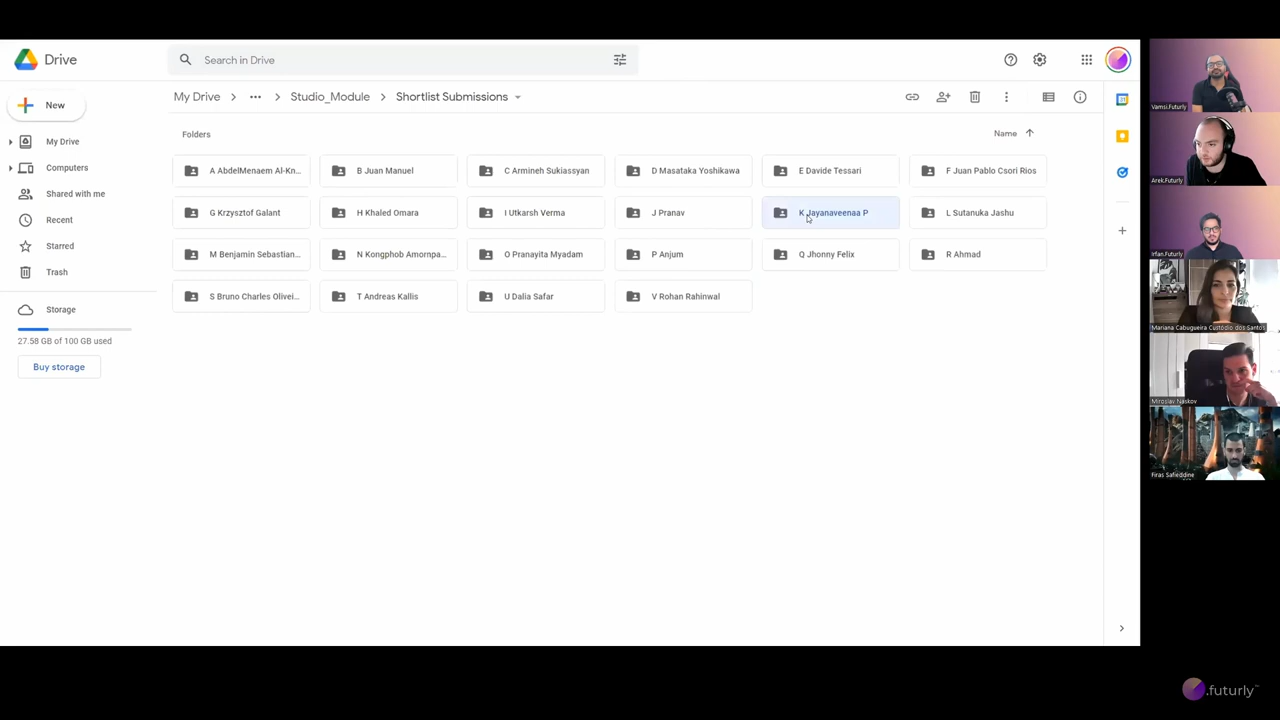 Drive
Search in Drive
New
My Drive
Computers
Shared with me
Recent
Starred
Trash
Storage
27.58 GB of 100 GB used
Buy storage
My Drive > ... > Studio_Module > Shortlist Submissions
Folders
Name
A AbdelMenaem Al-Kn...
B Juan Manuel
C Armineh Sukiassyan
D Masataka Yoshikawa
E Davide Tessari
F Juan Pablo Csori Rios
G Krzysztof Galant
H Khaled Omara
I Utkarsh Verma
J Pranav
K Jayanaveenaa P
L Sutanuka Jashu
M Benjamin Sebastian...
N Kongphob Amornpa...
O Pranayita Myadam
P Anjum
Q Jhonny Felix
R Ahmad
S Bruno Charles Olivei...
T Andreas Kallis
U Dalia Safar
V Rohan Rahinwal
Vamsi.Futurly
Arek.Futurly
Irfan.Futurly
Mariana Cabugueira Custódio dos Santos
Miroslav Naskov
Firas Safieddine
.futurly™